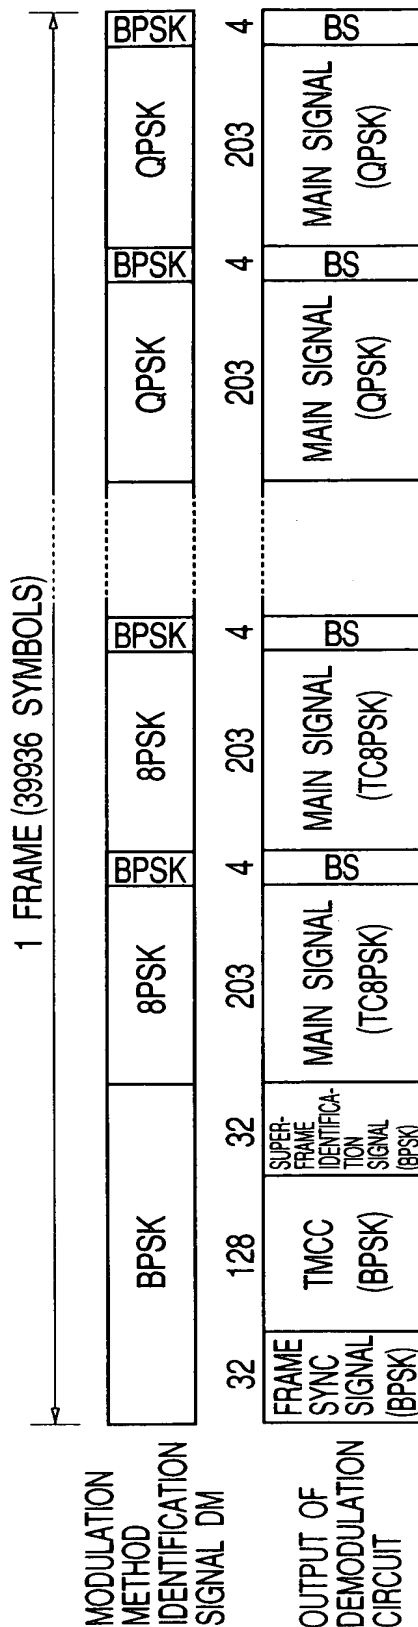 1 FRAME (39936 SYMBOLS)
MODULATION
METHOD
IDENTIFICATION
SIGNAL DM
BPSK
8PSK
BPSK
8PSK
BPSK
QPSK
BPSK
QPSK
BPSK
32
128
32
203
4
203
4
203
4
203
4
OUTPUT OF
DEMODULATION
CIRCUIT
FRAME
SYNC
SIGNAL
(BPSK)
TMCC
(BPSK)
SUPER-
FRAME
IDENTIFICA-
TION
SIGNAL
(BPSK)
MAIN SIGNAL
(TC8PSK)
BS
MAIN SIGNAL
(TC8PSK)
BS
MAIN SIGNAL
(QPSK)
BS
MAIN SIGNAL
(QPSK)
BS